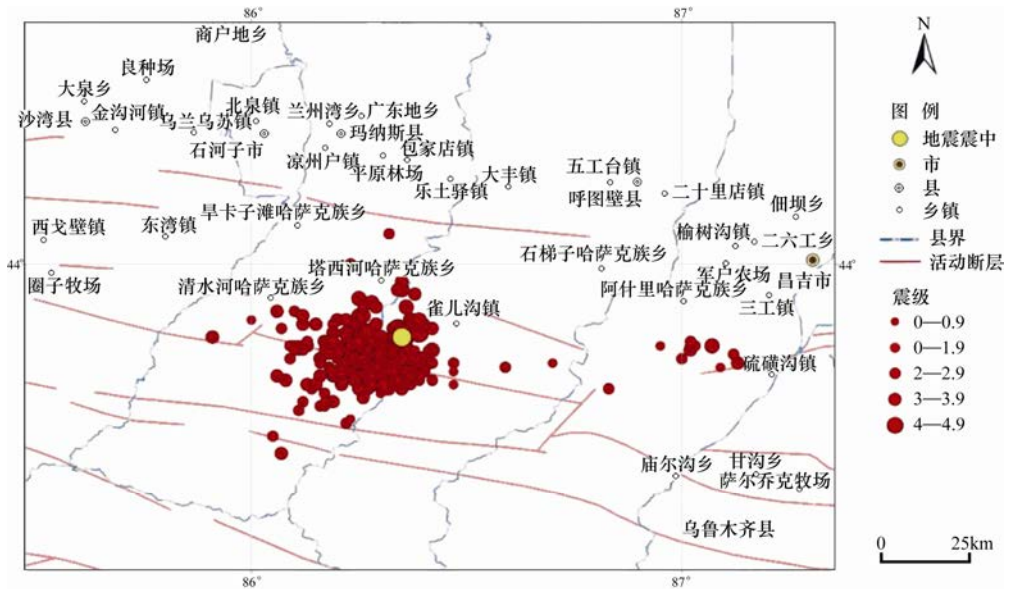 86°
87°
商户地乡
良种场
大泉乡
沙湾县
金沟河镇
乌兰乌苏镇
北泉镇
兰州湾乡
广东地乡
玛纳斯县
石河子市
凉州户镇
包家店镇
平原林场
乐土驿镇
大丰镇
五工台镇
呼图壁县
二十里店镇
佃坝乡
西戈壁镇
东湾镇
旱卡子滩哈萨克族乡
榆树沟镇
二六工乡
44°
塔西河哈萨克族乡
石梯子哈萨克族乡
44°
圈子牧场
清水河哈萨克族乡
军户农场
昌吉市
阿什里哈萨克族乡
雀儿沟镇
三工镇
硫磺沟镇
庙尔沟乡
甘沟乡
萨尔乔克牧场
乌鲁木齐县
86°
87°
N
图 例
地震震中
市
县
乡镇
县界
活动断层
震级
0—0.9
0—1.9
2—2.9
3—3.9
4—4.9
0
25km